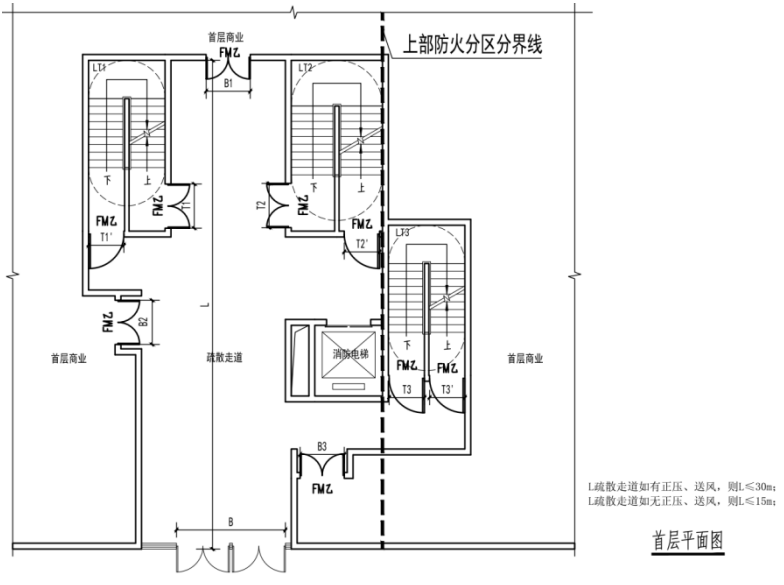 首层商业
FM乙
B1
上部防火分区分界线
LT1
LT2
下
上
下
上
FM乙
T1
T2
FM乙
FM乙
T1'
FM乙
T2'
LT3
L
FM乙
B2
下
上
首层商业
疏散走道
消防电梯
首层商业
FM乙
FM乙
T3
T3'
B3
FM乙
B
L疏散走道如有正压、送风，则L≤30m；
L疏散走道如无正压、送风，则L≤15m；
首层平面图